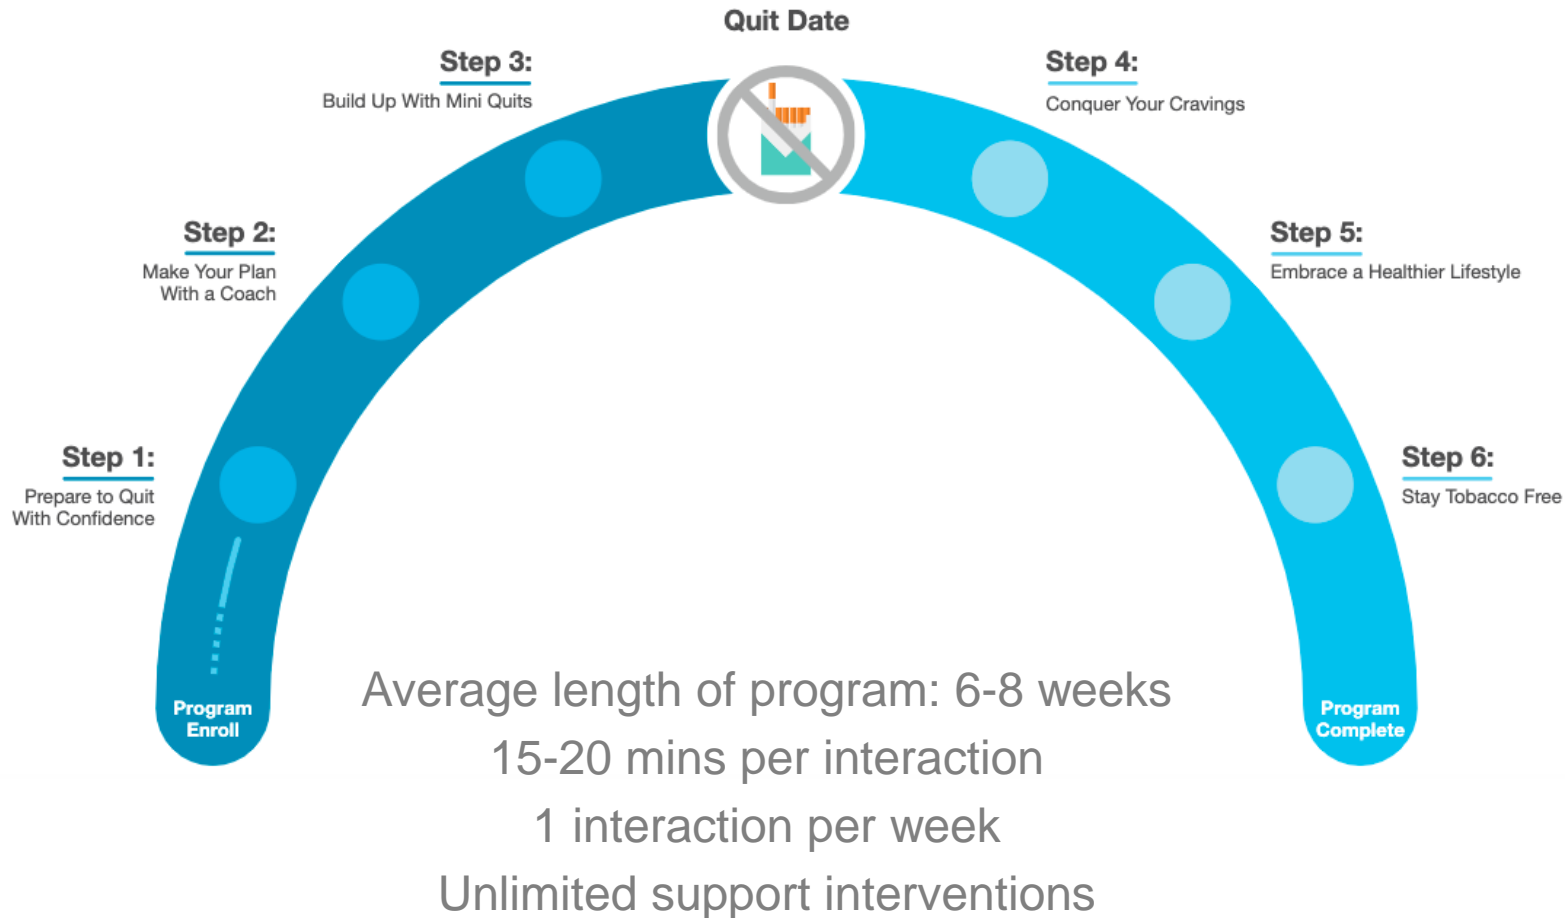 Quit Date
Step 3:
Build Up With Mini Quits
Step 4:
Conquer Your Cravings
Step 2:
Make Your Plan
With a Coach
Step 5:
Embrace a Healthier Lifestyle
Step 1:
Prepare to Quit
With Confidence
Step 6:
Stay Tobacco Free
Program
Enroll
Program
Complete
Average length of program: 6-8 weeks
15-20 mins per interaction
1 interaction per week
Unlimited support interventions